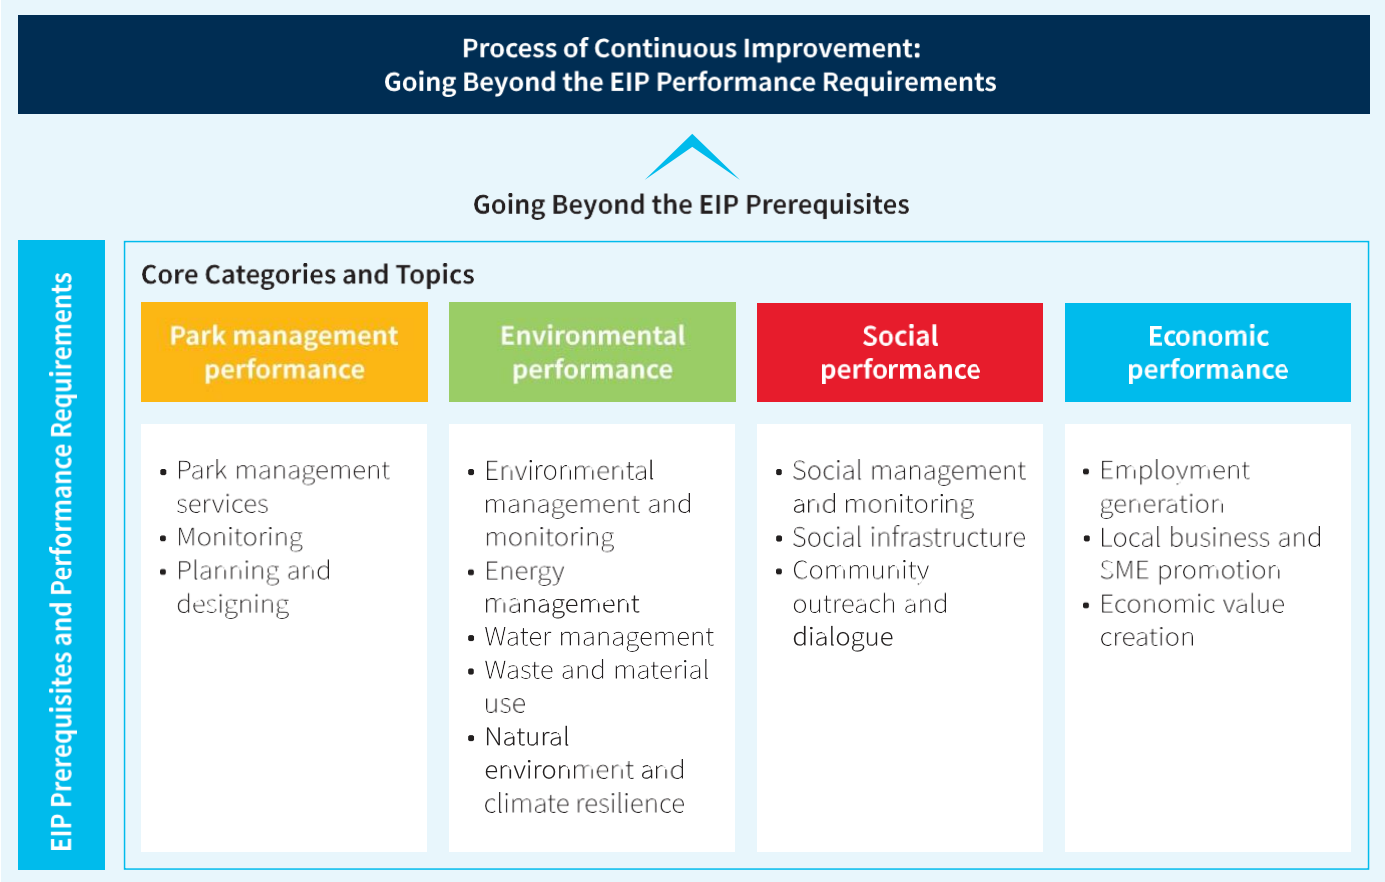 Process of Continuous Improvement:
Going Beyond the EIP Performance Requirements
Going Beyond the EIP Prerequisites
EIP Prerequisites and Performance Requirements
Core Categories and Topics
Park management
performance
• Park management
services
• Monitoring
• Planning and
designing
Environmental
performance
• Environmental
management and
monitoring
• Energy
management
• Water management
• Waste and material
use
• Natural
environment and
climate resilience
Social
performance
• Social management
and monitoring
• Social infrastructure
• Community
outreach and
dialogue
Economic
performance
• Employment
generation
• Local business and
SME promotion
• Economic value
creation